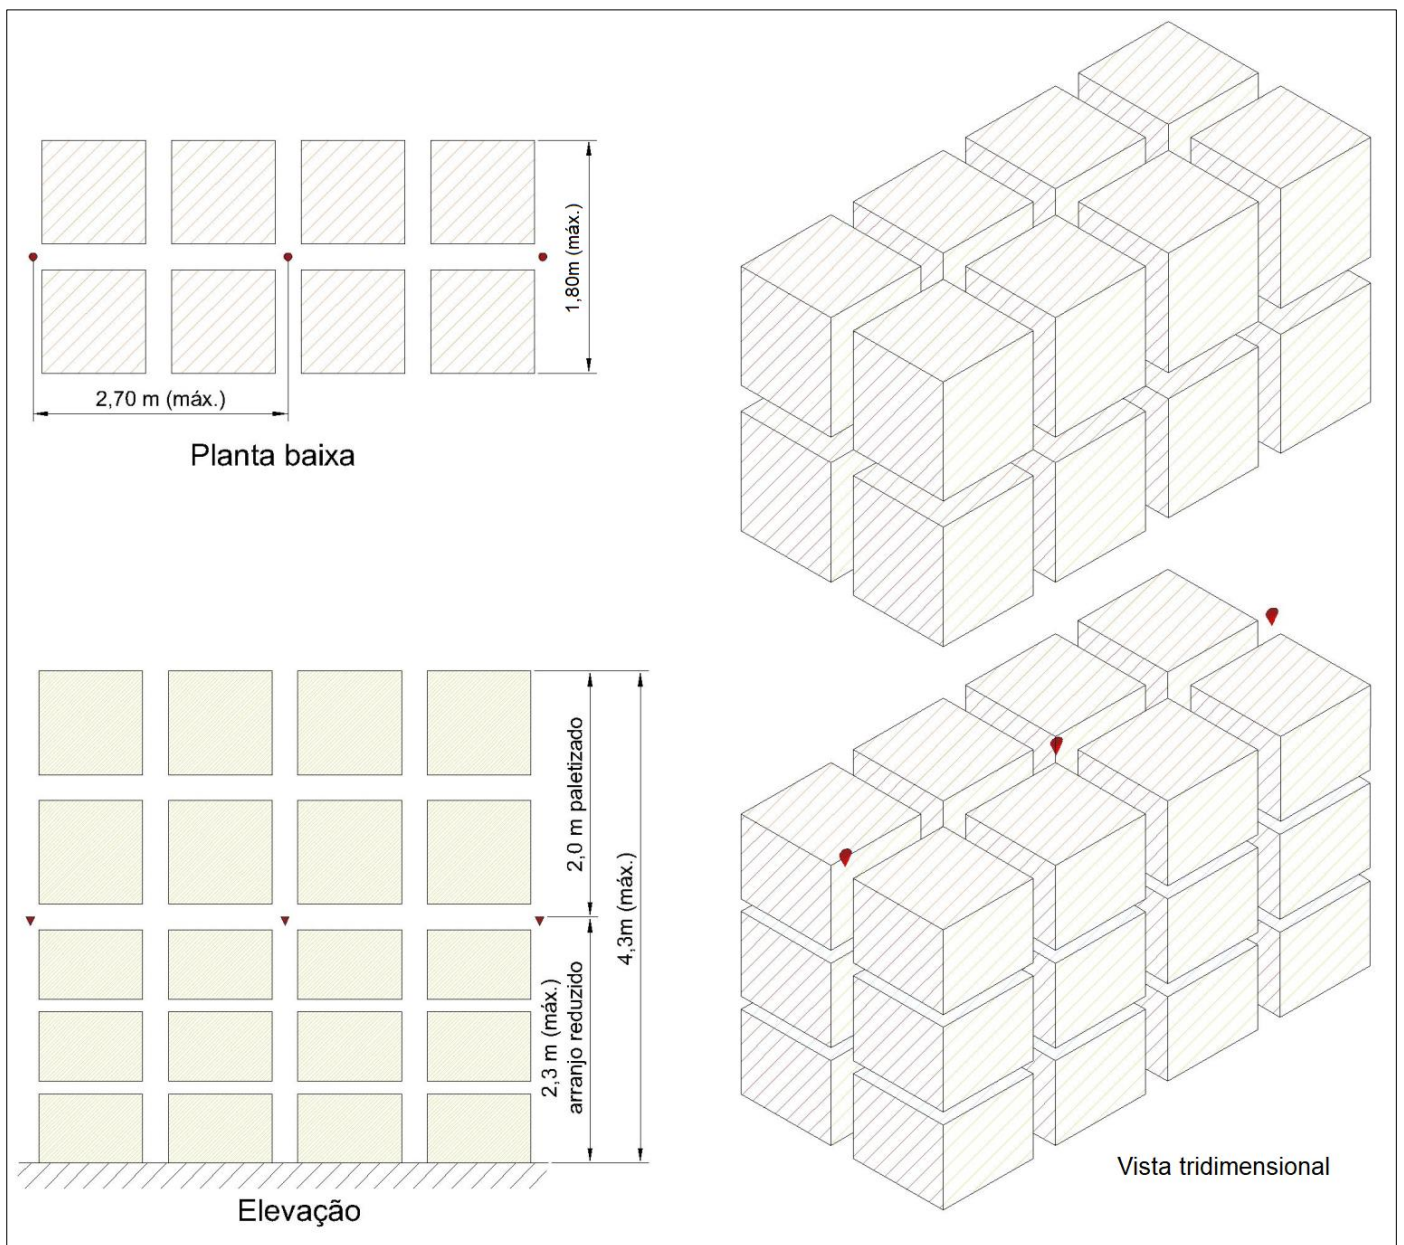 1,80m (máx.)
2,70 m (máx.)
Planta baixa
2,0 m paletizado
4,3m (máx.)
2,3 m (máx.)
arranjo reduzido
Elevação
Vista tridimensional